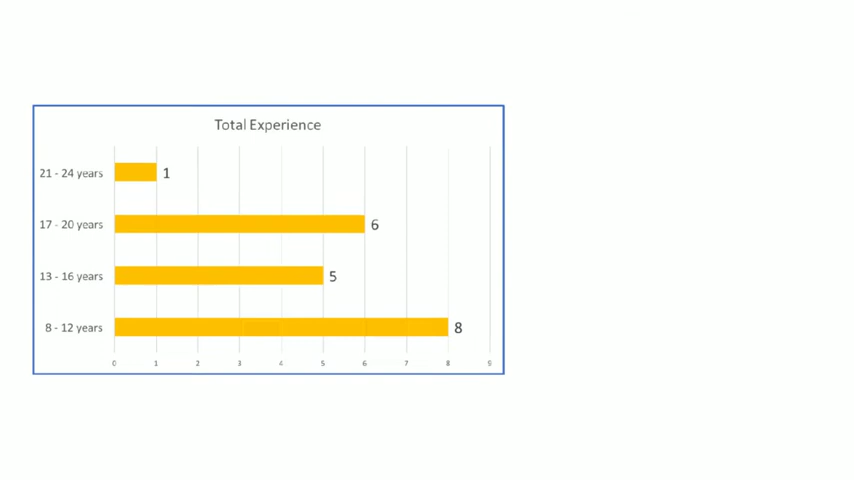 Total Experience
21 - 24 years 1
17 - 20 years 6
13 - 16 years 5
8 - 12 years 8
0 1 2 3 4 5 6 7 8 9